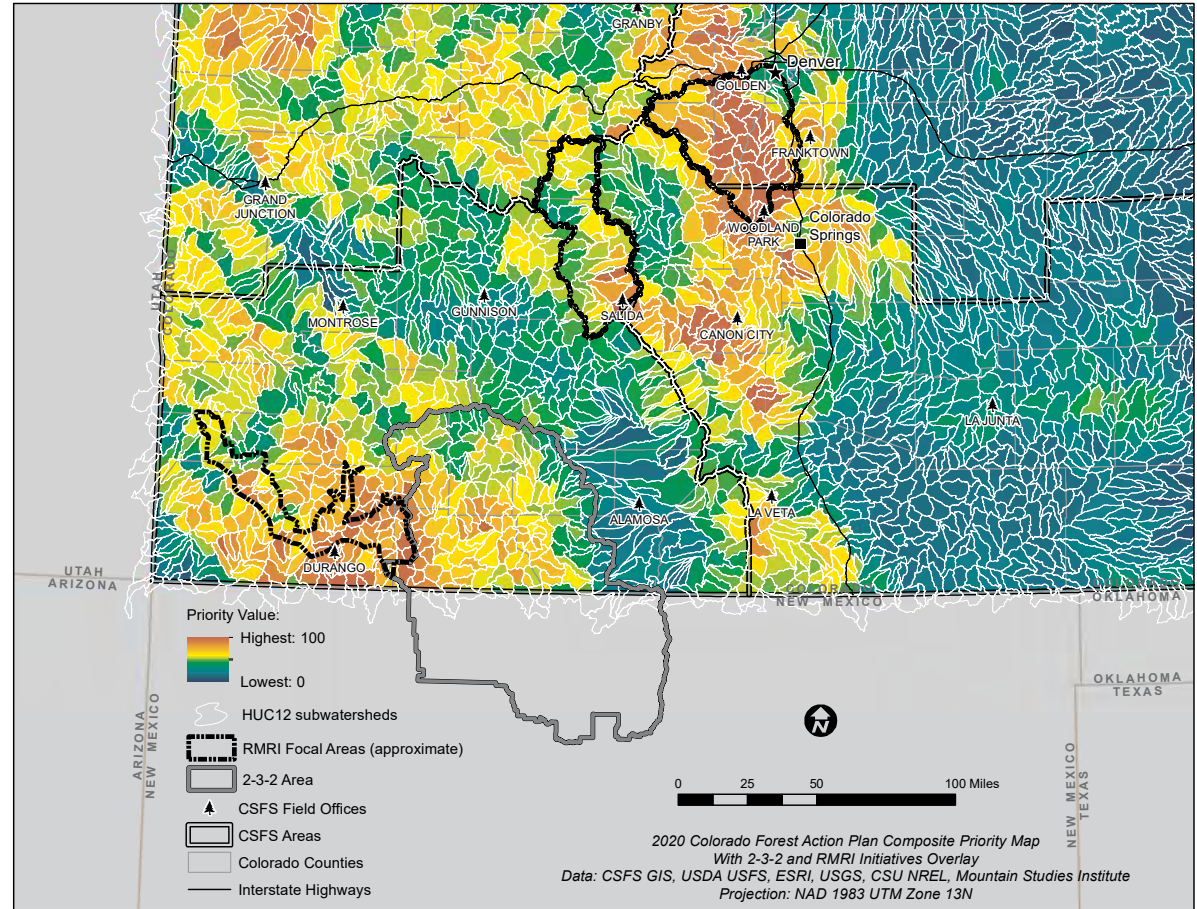 GRANBY
Denver
GOLDEN
FRANKTOWN
GRAND
JUNCTION
WOODLAND
PARK
Colorado
Springs
UTAH
COLORADO
MONTROSE
GUNNISON
SALIDA
CANON CITY
LA JUNTA
ALAMOSA
LA VETA
DURANGO
UTAH
ARIZONA
COLORADO
NEW MEXICO
COLORADO
OKLAHOMA
Priority Value:
Highest: 100
Lowest: 0
HUC12 subwatersheds
RMRI Focal Areas (approximate)
2-3-2 Area
CSFS Field Offices
CSFS Areas
Colorado Counties
Interstate Highways
ARIZONA
NEW MEXICO
OKLAHOMA
TEXAS
NEW MEXICO
TEXAS
N
0 25 50 100 Miles
2020 Colorado Forest Action Plan Composite Priority Map
With 2-3-2 and RMRI Initiatives Overlay
Data: CSFS GIS, USDA USFS, ESRI, USGS, CSU NREL, Mountain Studies Institute
Projection: NAD 1983 UTM Zone 13N